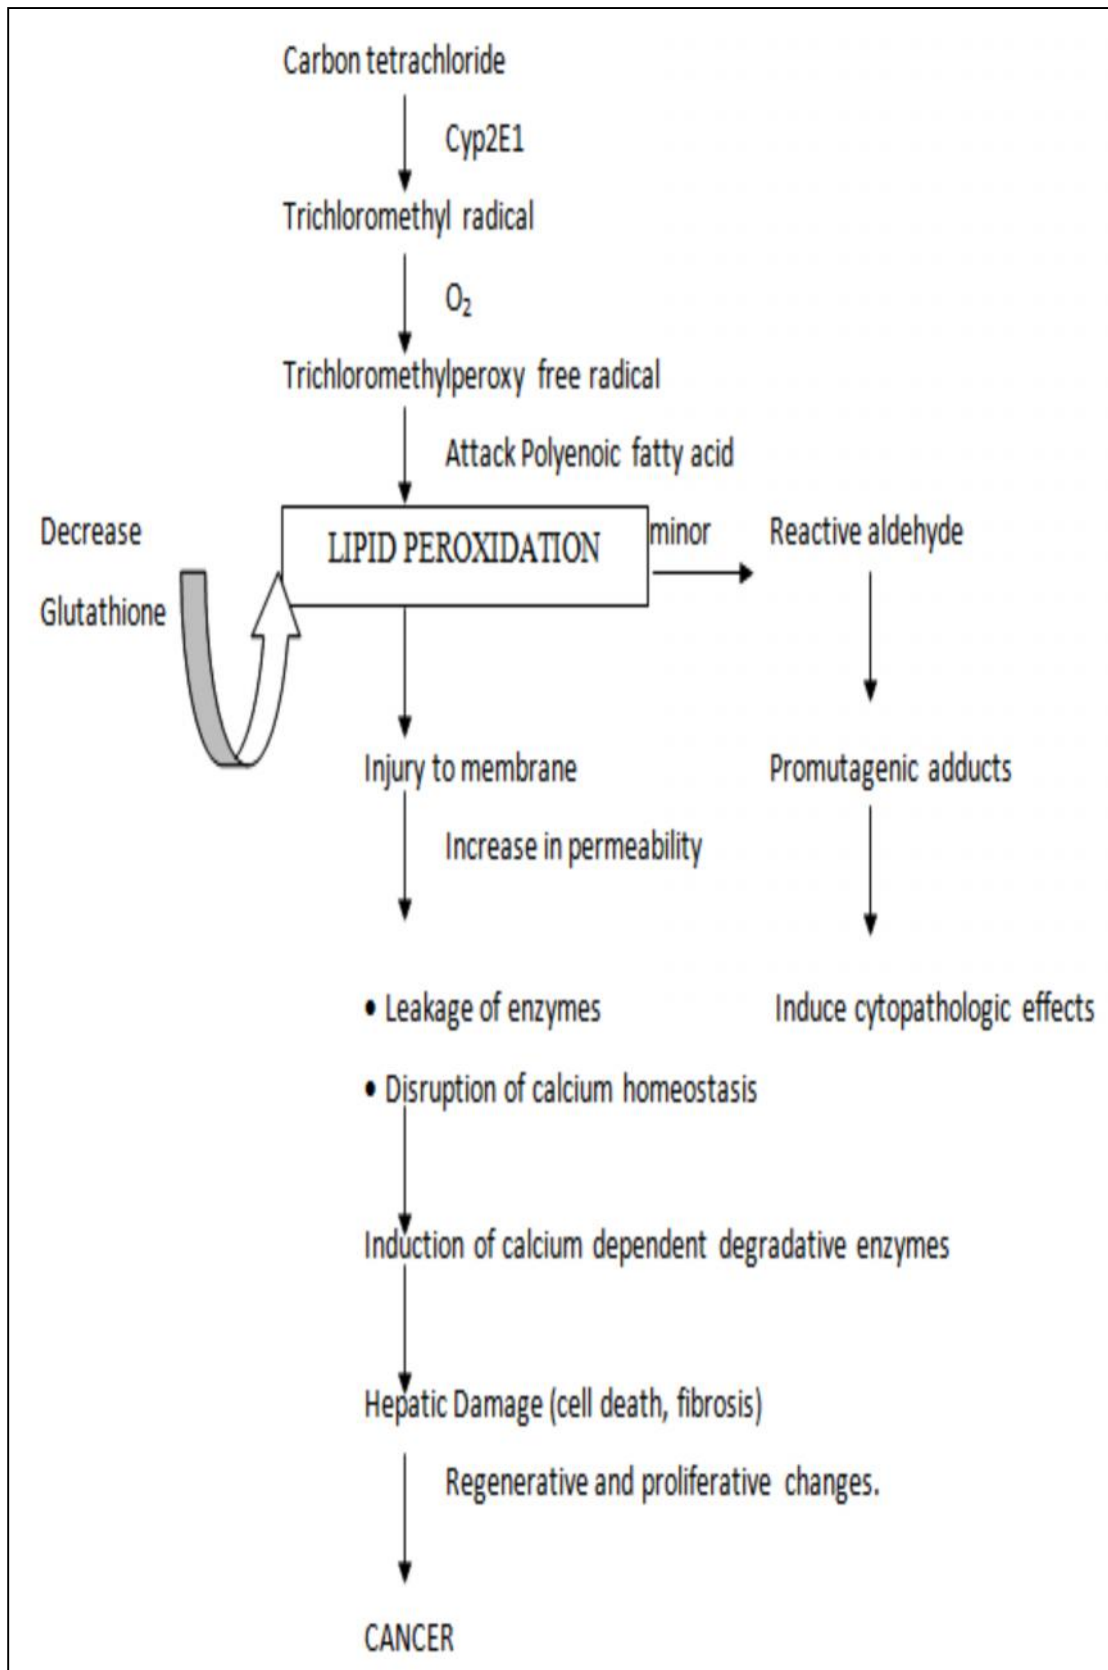 Carbon tetrachloride
Cyp2E1
Trichloromethyl radical
O₂
Trichloromethylperoxy free radical
Attack Polyenoic fatty acid
Decrease
Glutathione
LIPID PEROXIDATION
minor
Reactive aldehyde
Injury to membrane
Promutagenic adducts
Increase in permeability
• Leakage of enzymes
Induce cytopathologic effects
• Disruption of calcium homeostasis
Induction of calcium dependent degradative enzymes
Hepatic Damage (cell death, fibrosis)
Regenerative and proliferative changes.
CANCER